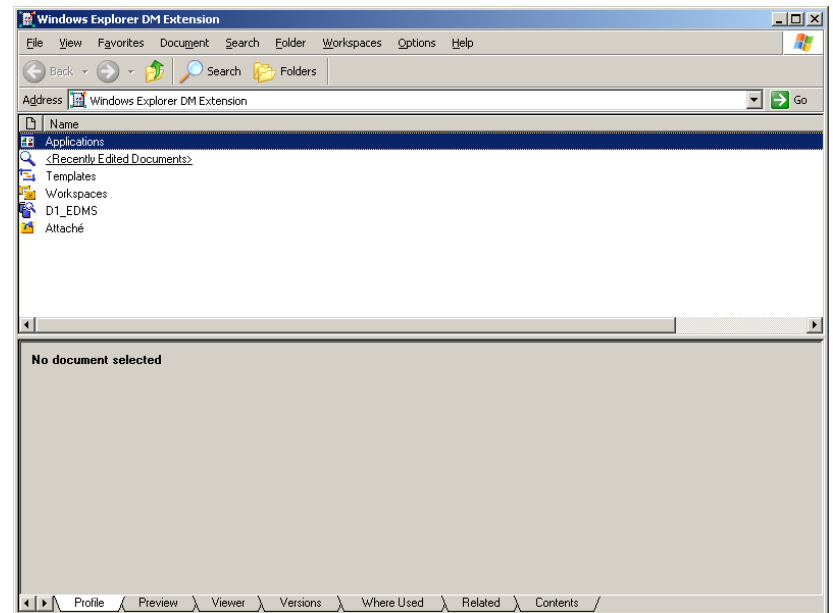 Windows Explorer DM Extension
File View Favorites Document Search Folder Workspaces Options Help
Back Search Folders
Address Windows Explorer DM Extension Go
Name
Applications
<Recently Edited Documents>
Templates
Workspaces
D1_EDMS
Attaché
No document selected
Profile Preview Viewer Versions Where Used Related Contents